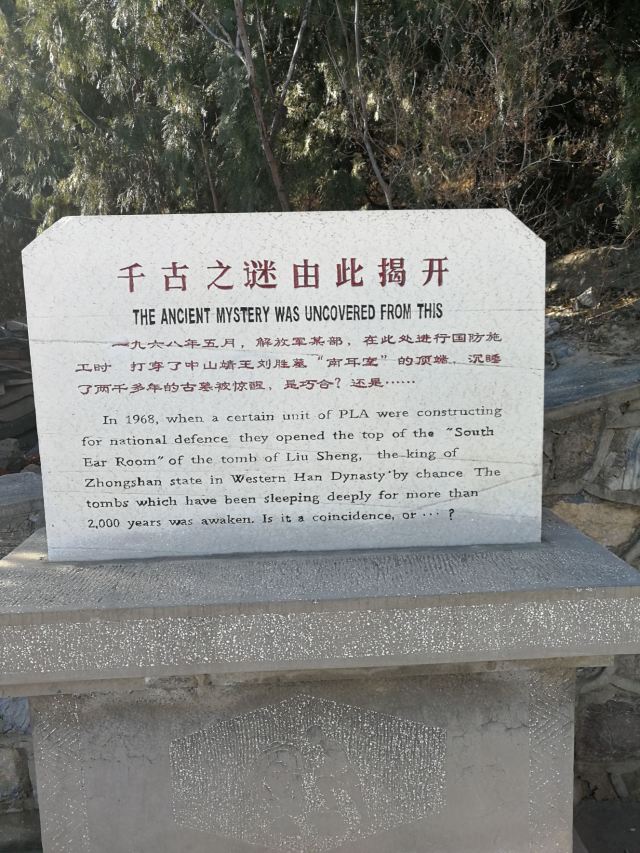 千古之谜由此揭开
THE ANCIENT MYSTERY WAS UNCOVERED FROM THIS
一九六八年五月，解放军某部，在此处进行国防施
工时 打穿了中山靖王刘胜墓“南耳室”的顶端，沉睡
了两千多年的古墓被惊醒，是巧合？还是……
In 1968, when a certain unit of PLA were constructing
for national defence they opened the top of the "South
Ear Room" of the tomb of Liu Sheng, the king of
Zhongshan state in Western Han Dynasty by chance The
tombs which have been sleeping deeply for more than
2,000 years was awaken. Is it a coincidence, or … ?